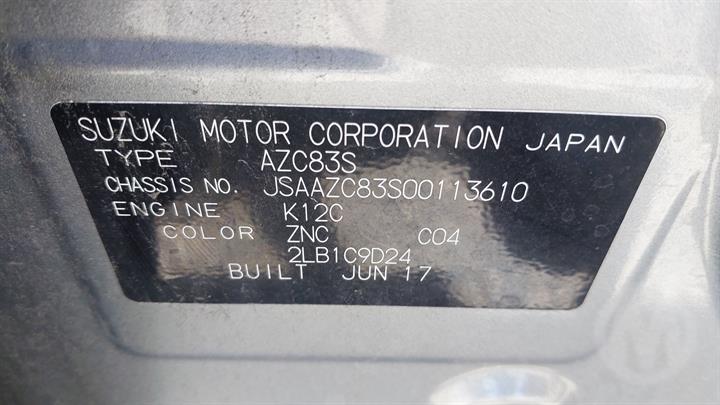 SUZUKI MOTOR CORPORATION JAPAN
TYPE AZC83S
CHASSIS NO. JSAAZC83S00113610
ENGINE K12C
COLOR ZNC C04
2LB1C9D24
BUILT JUN 17